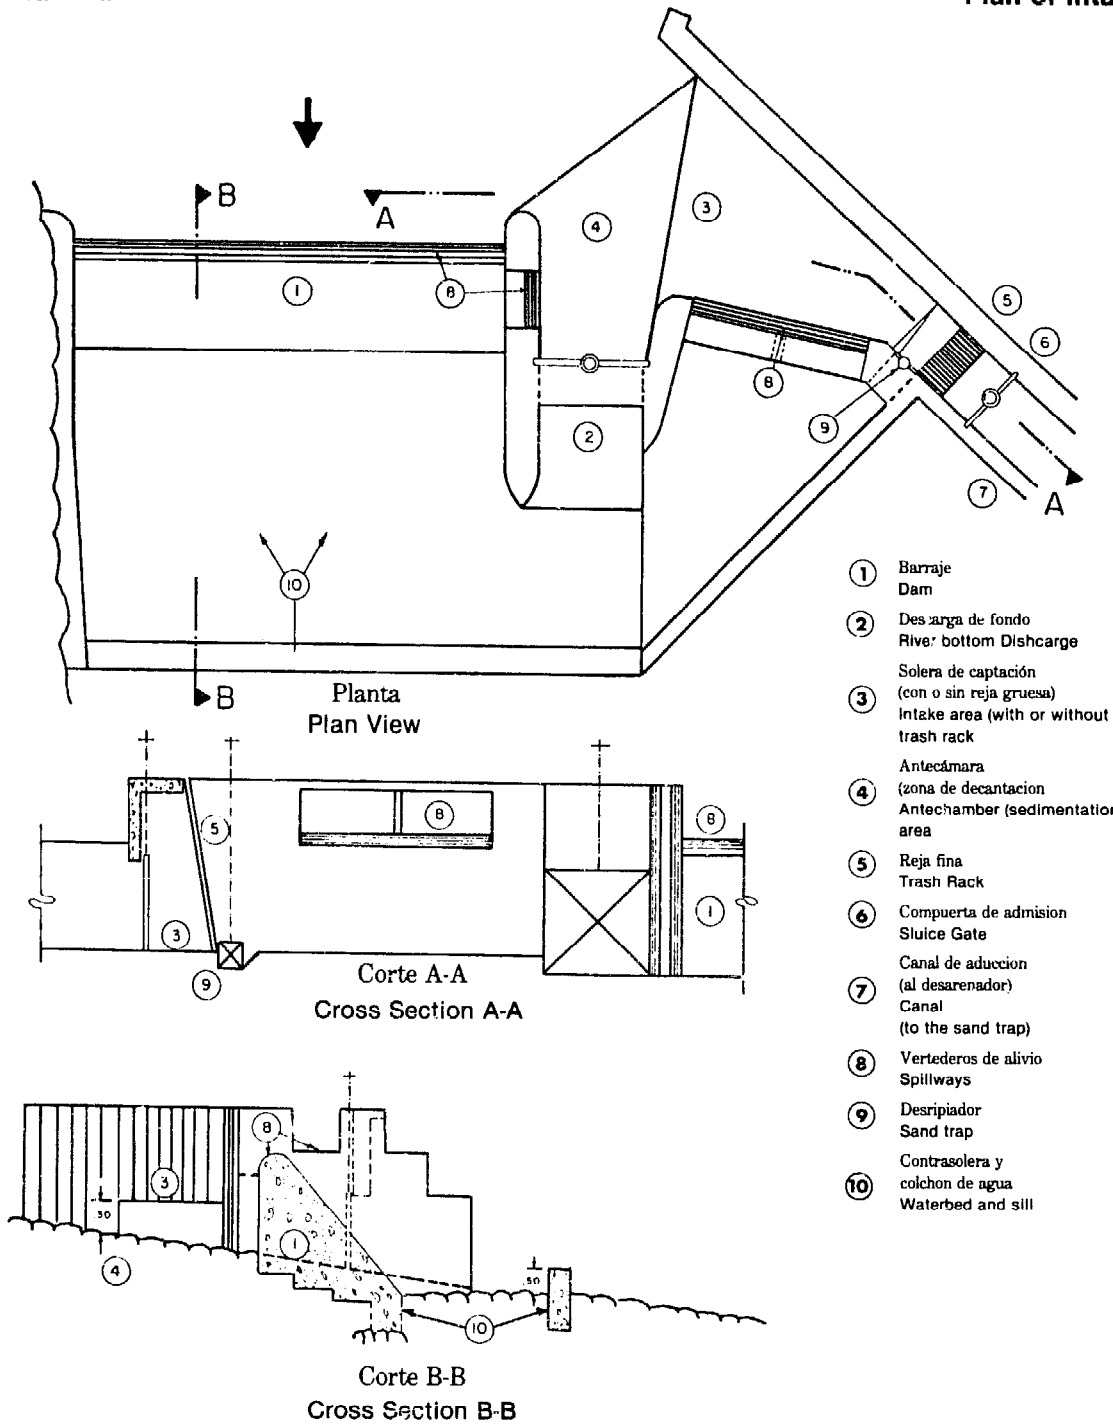 B
A
3
4
1
8
5
6
8
2
9
7
A
10
B
Planta
Plan View
1 Barraje
Dam
2 Des:arga de fondo
River bottom Dishcarge
Solera de captación
3 (con o sin reja gruesa)
Intake area (with or without
trash rack
Antecámara
4 (zona de decantacion
Antechamber (sedimentation
area
5 Reja fina
Trash Rack
6 Compuerta de admision
Sluice Gate
Canal de aduccion
7 (al desarenador)
Canal
(to the sand trap)
8 Vertederos de alivio
Spillways
9 Desripiador
Sand trap
Contrasolera y
10 colchon de agua
Waterbed and sill
5
8
8
3
1
9
Corte A-A
Cross Section A-A
8
3
.30
1
4
.50
10
Corte B-B
Cross Section B-B